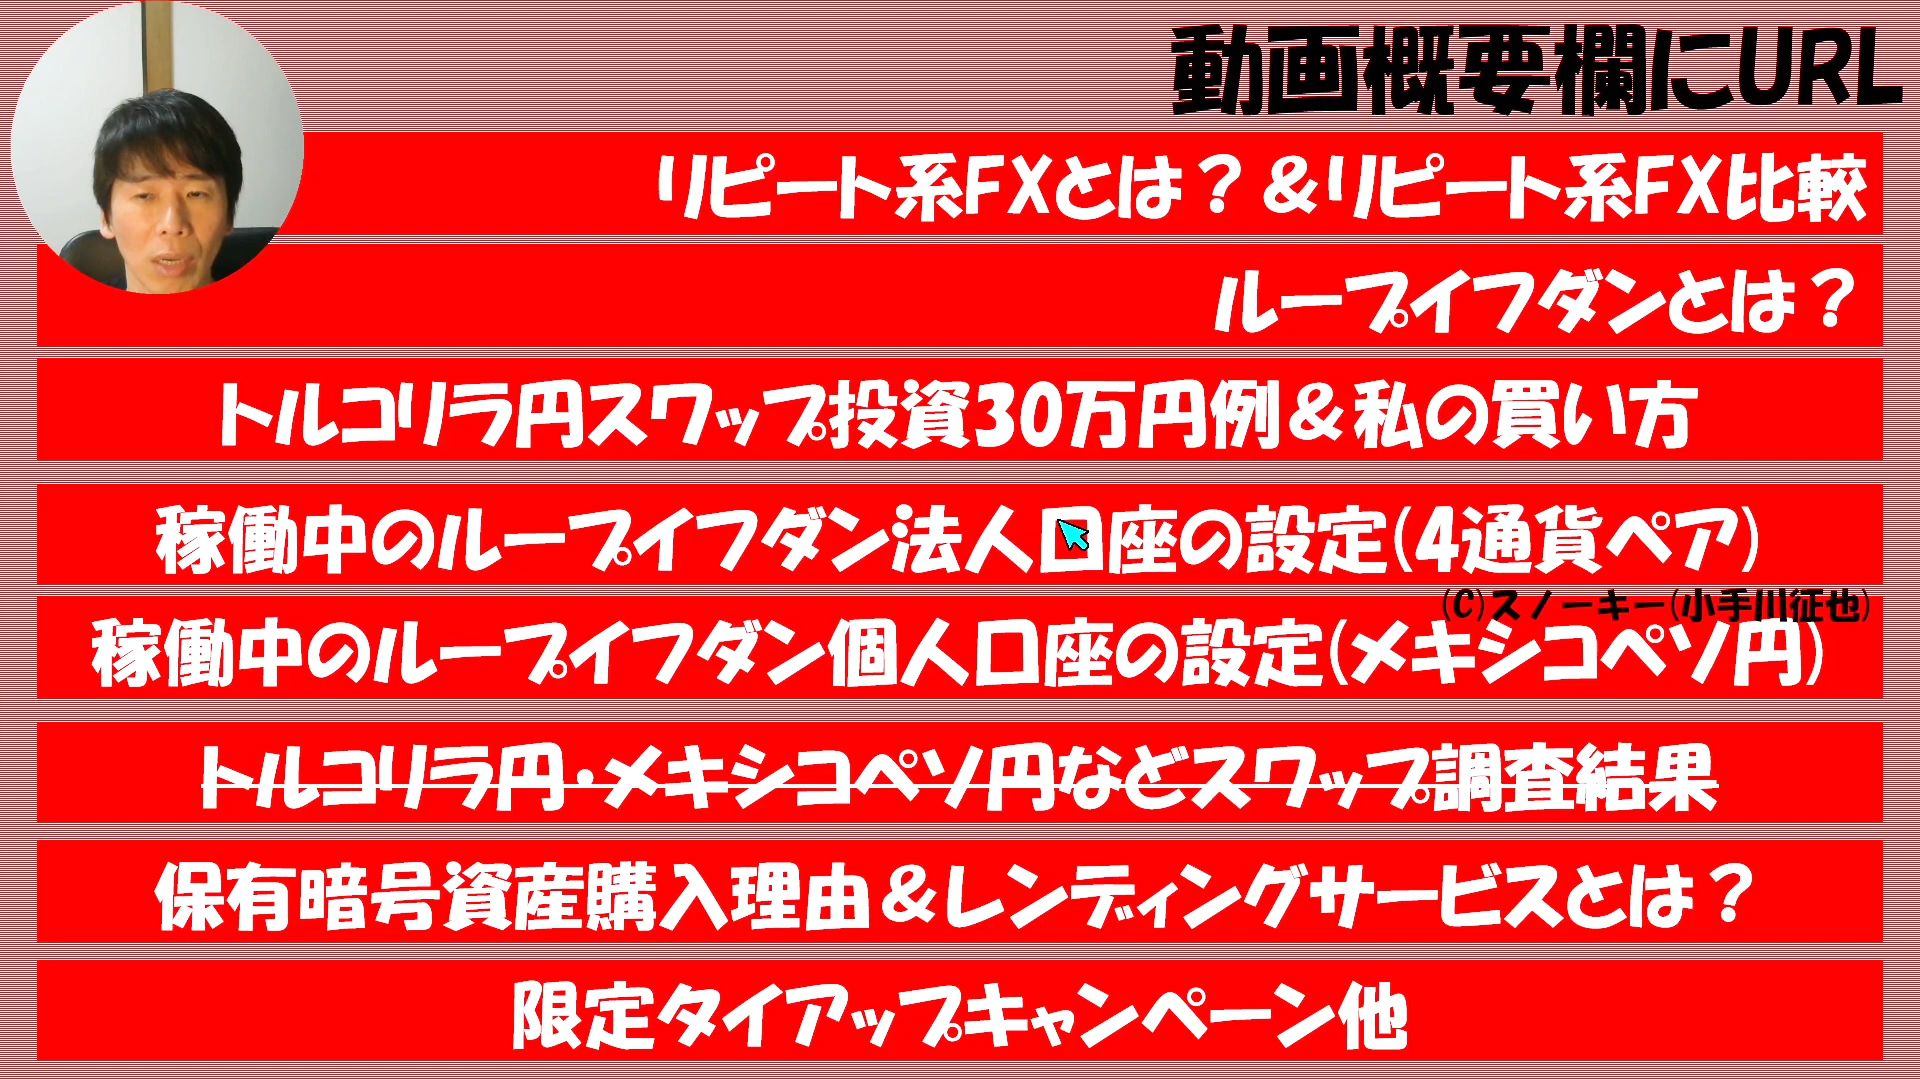 動画概要欄にURL
リピート系FXとは？＆リピート系FX比較
ループイフダンとは？
トルコリラ円スワップ投資30万円例＆私の買い方
稼働中のループイフダン法人口座の設定(4通貨ペア)
(C)スノーキー(小手川征也)
稼働中のループイフダン個人口座の設定(メキシコペソ円)
トルコリラ円・メキシコペソ円などスワップ調査結果
保有暗号資産購入理由＆レンディングサービスとは？
限定タイアップキャンペーン他